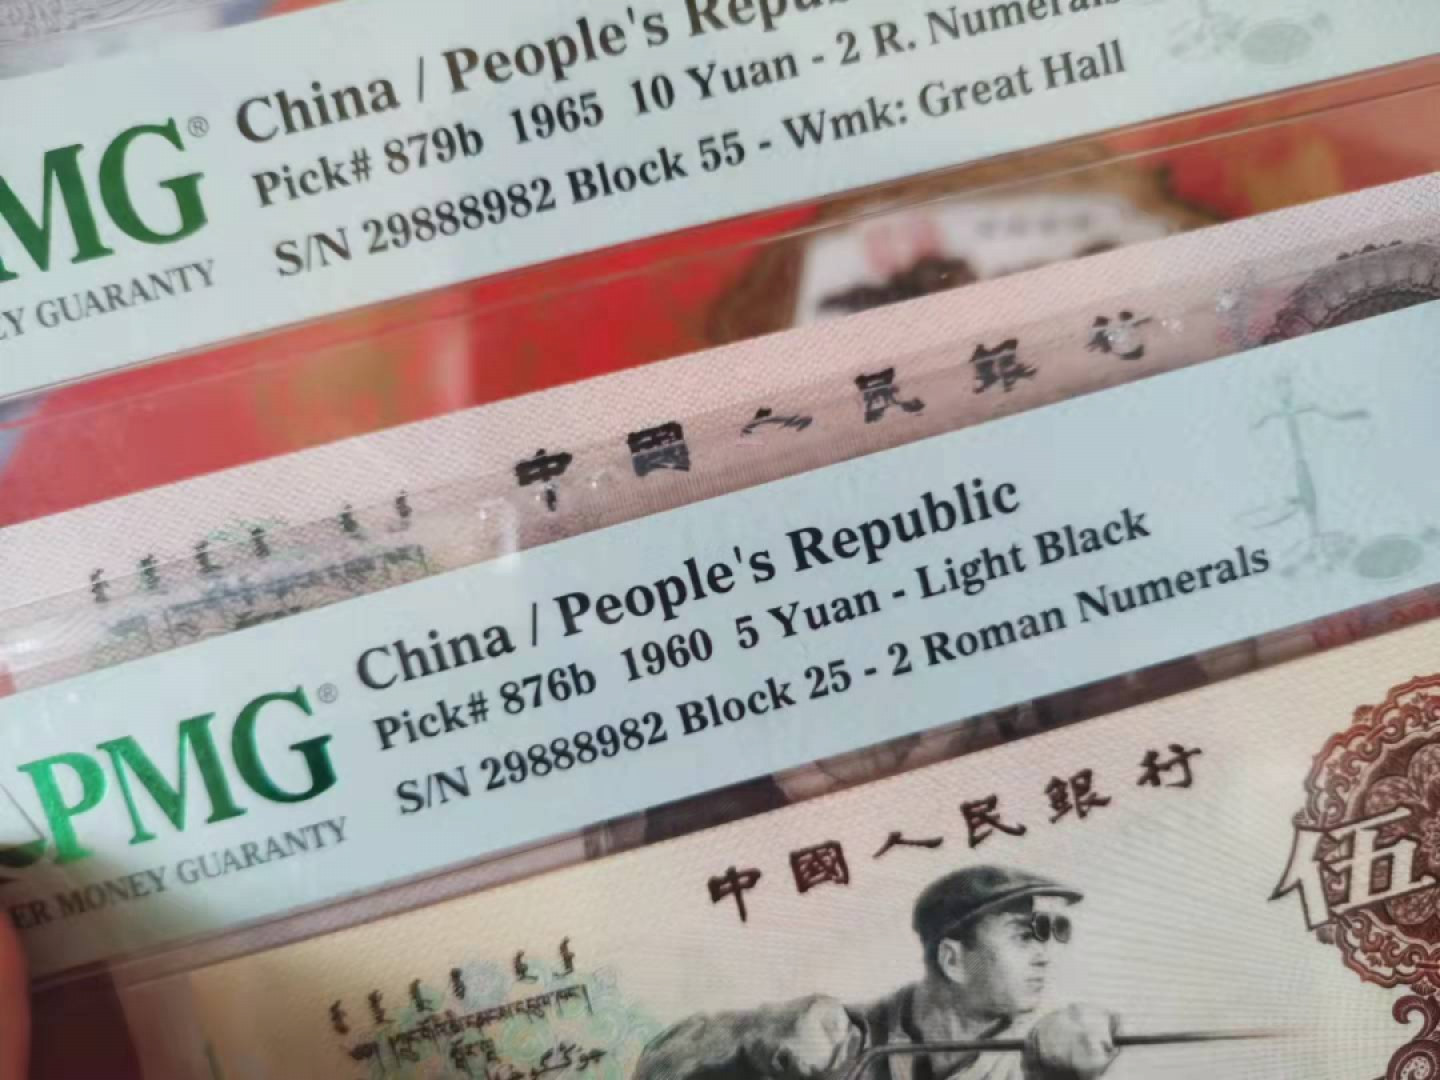 China / People's Repu
Pick# 879b 1965 10 Yuan - 2 R. Numerals
S/N 29888982 Block 55 - Wmk: Great Hall
MG®
EY GUARANTY
中國人民銀行
China / People's Republic
Pick# 876b 1960 5 Yuan - Light Black
S/N 29888982 Block 25 - 2 Roman Numerals
PMG®
ER MONEY GUARANTY
中國人民銀行
伍